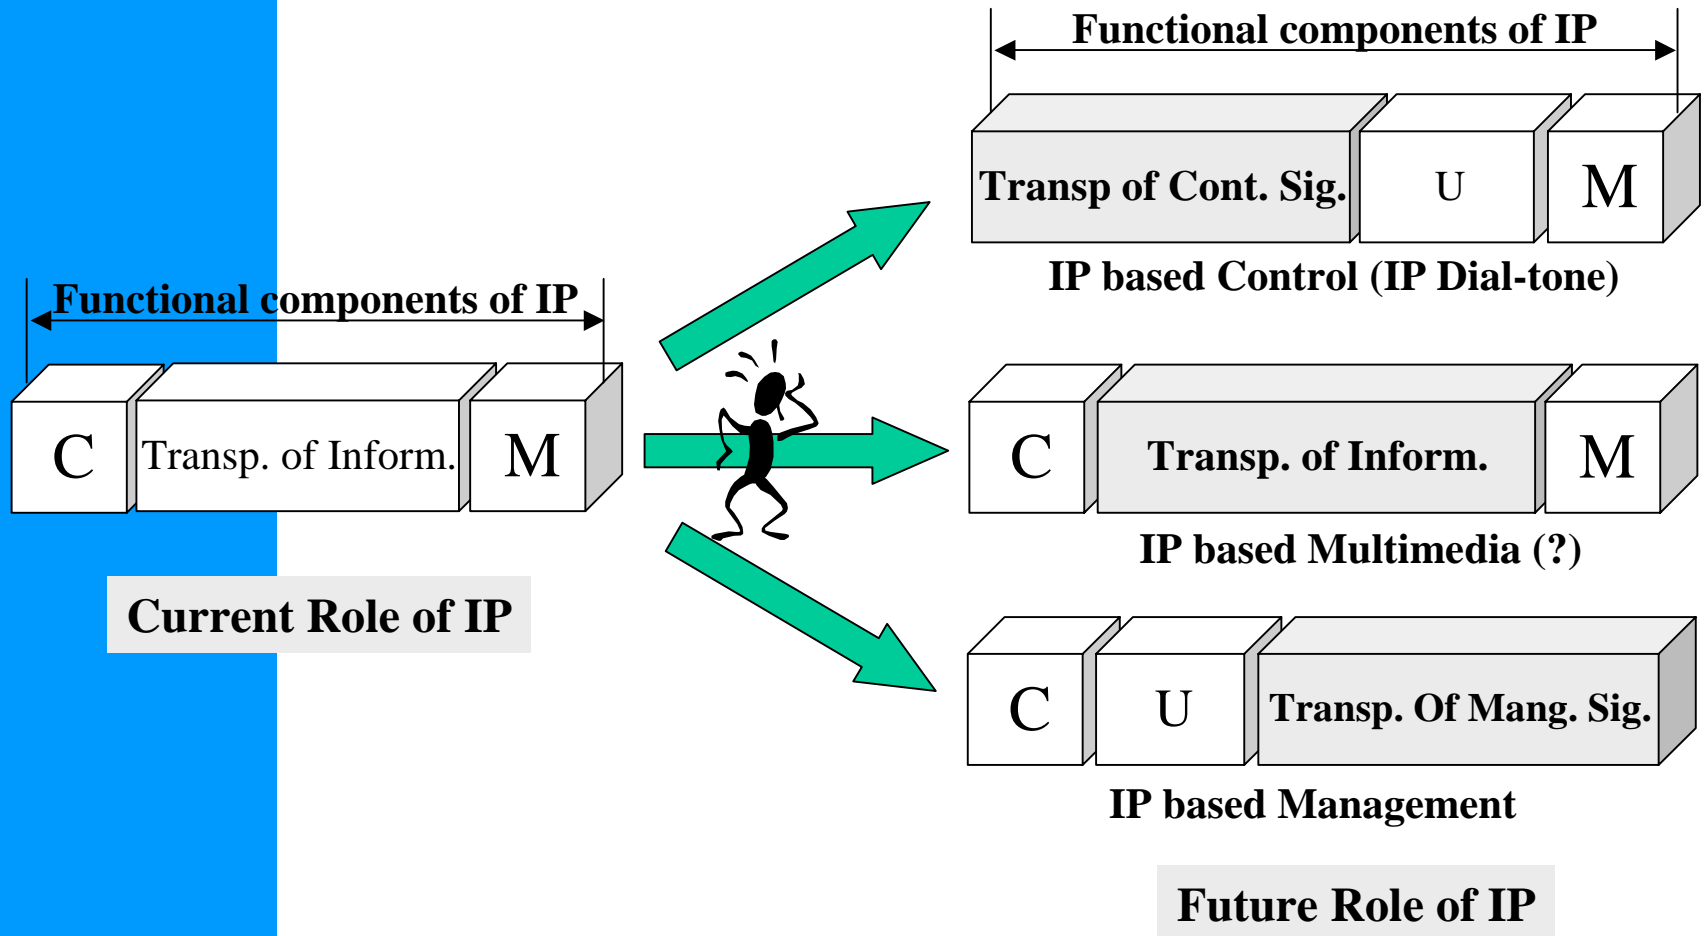 Functional components of IP
C
Transp. of Inform.
M
Current Role of IP
Functional components of IP
Transp of Cont. Sig.
U
M
IP based Control (IP Dial-tone)
C
Transp. of Inform.
M
IP based Multimedia (?)
C
U
Transp. Of Mang. Sig.
IP based Management
Future Role of IP